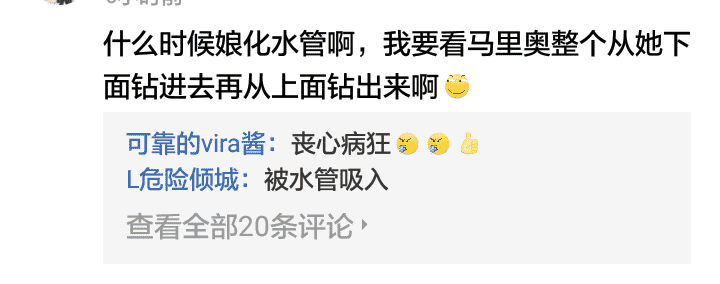 什么时候娘化水管啊，我要看马里奥整个从她下
面钻进去再从上面钻出来啊
可靠的vira酱：丧心病狂
L危险倾城：被水管吸入
查看全部20条评论